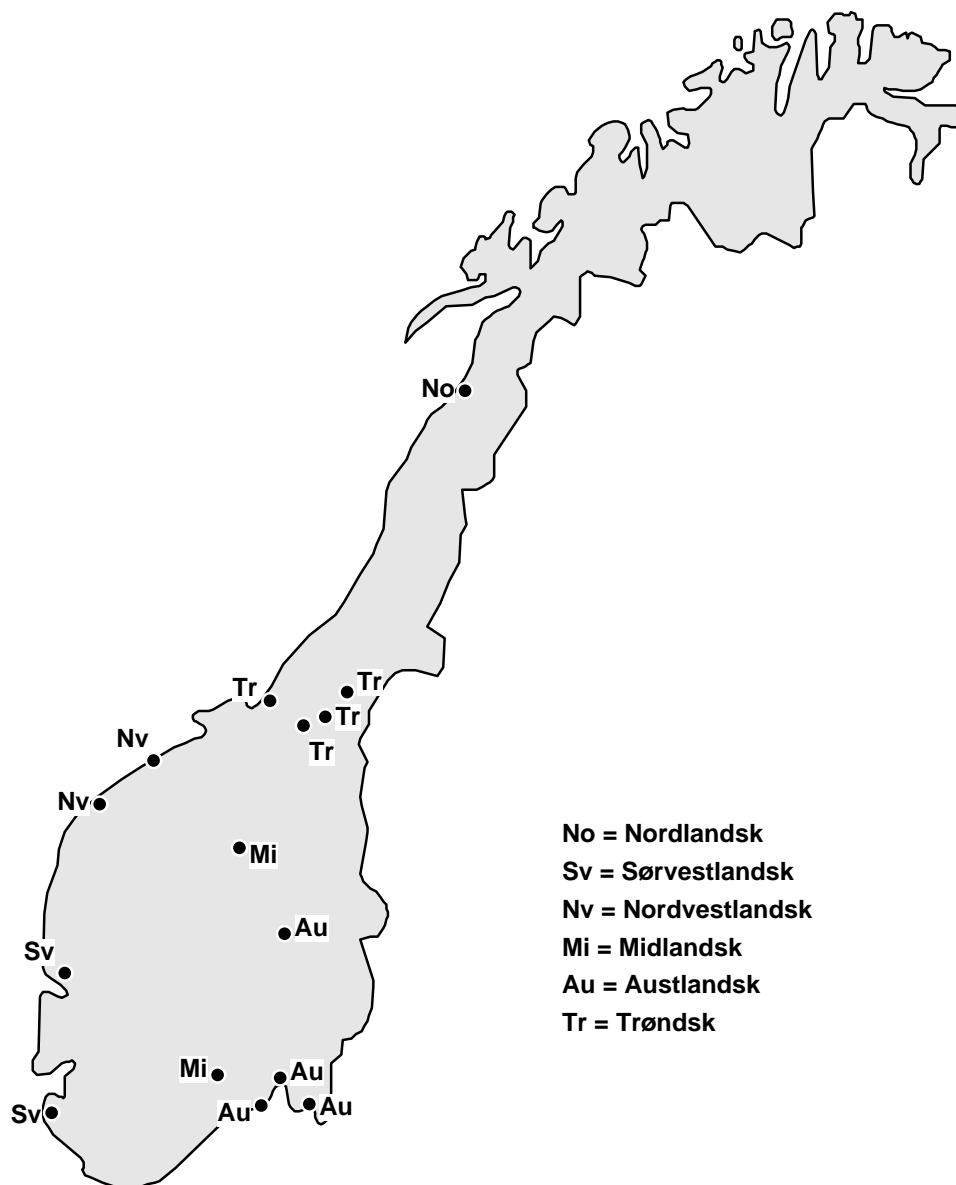 No
Tr
Tr
Tr
Tr
Nv
Nv
Mi
Au
Sv
Mi
Au
Au
Au
Sv
No = Nordlandsk
Sv = Sørvestlandsk
Nv = Nordvestlandsk
Mi = Midlandsk
Au = Austlandsk
Tr = Trøndsk